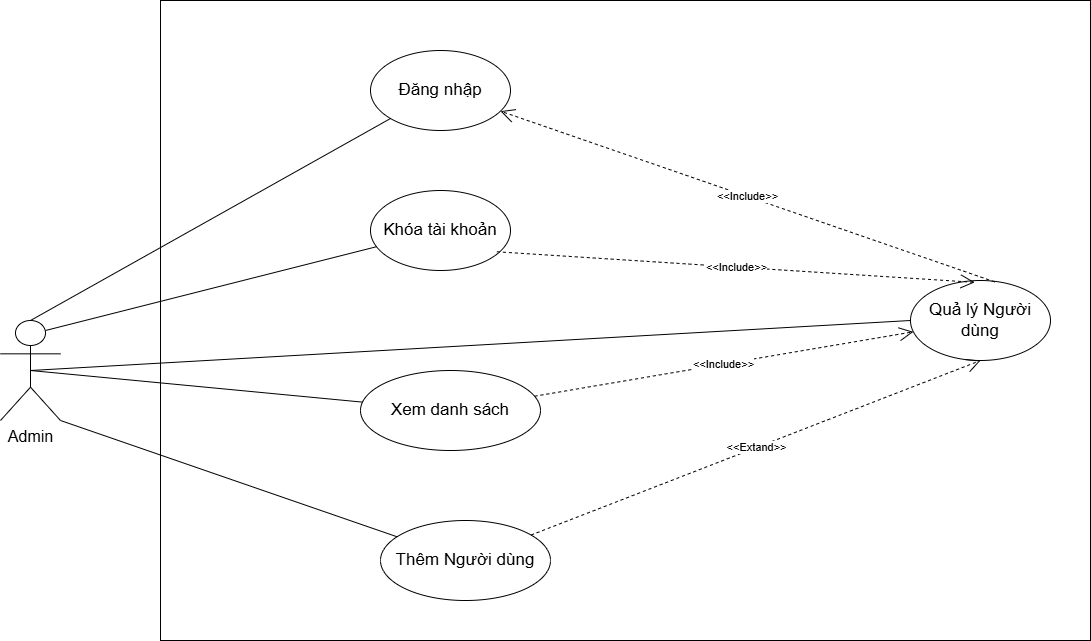 Đăng nhập
<<Include>>
Khóa tài khoản
<<Include>>
Quả lý Người
dùng
<<Include>>
Xem danh sách
Admin
<<Extand>>
Thêm Người dùng